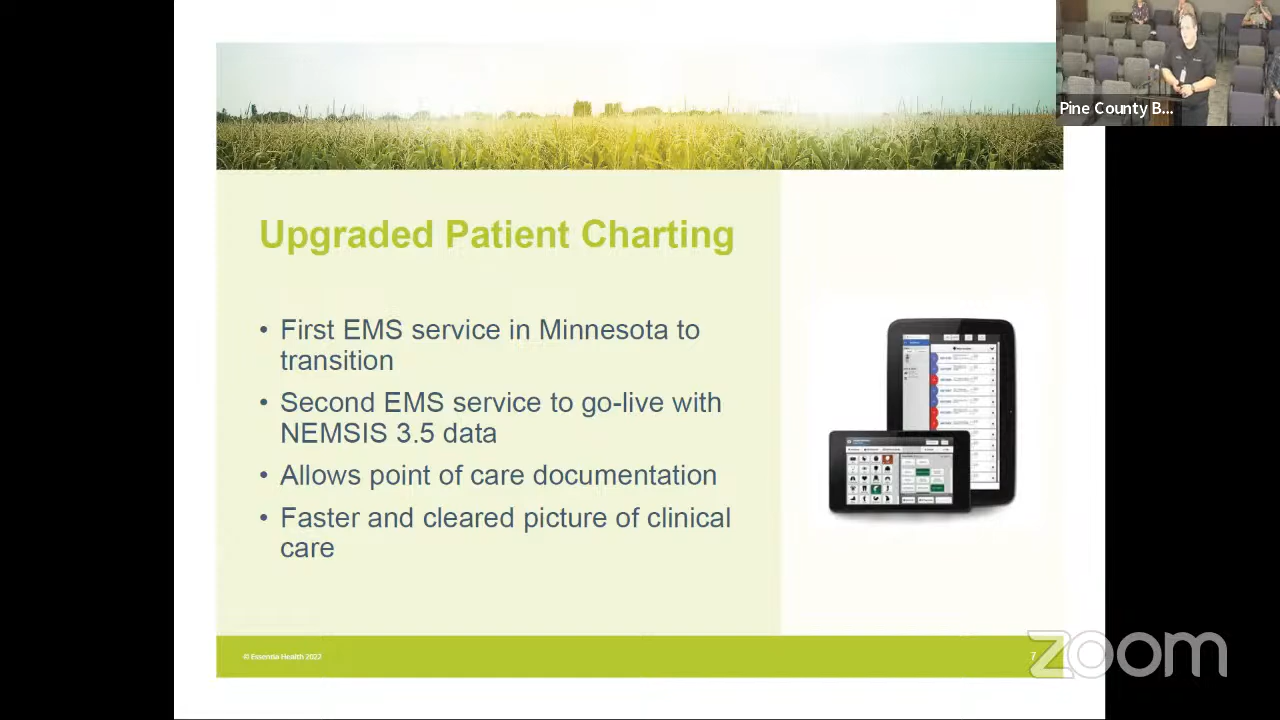 Pine County B...
Upgraded Patient Charting
• First EMS service in Minnesota to
transition
• Second EMS service to go-live with
NEMSIS 3.5 data
• Allows point of care documentation
• Faster and cleared picture of clinical
care
© Essentia Health 2022
7
zoom